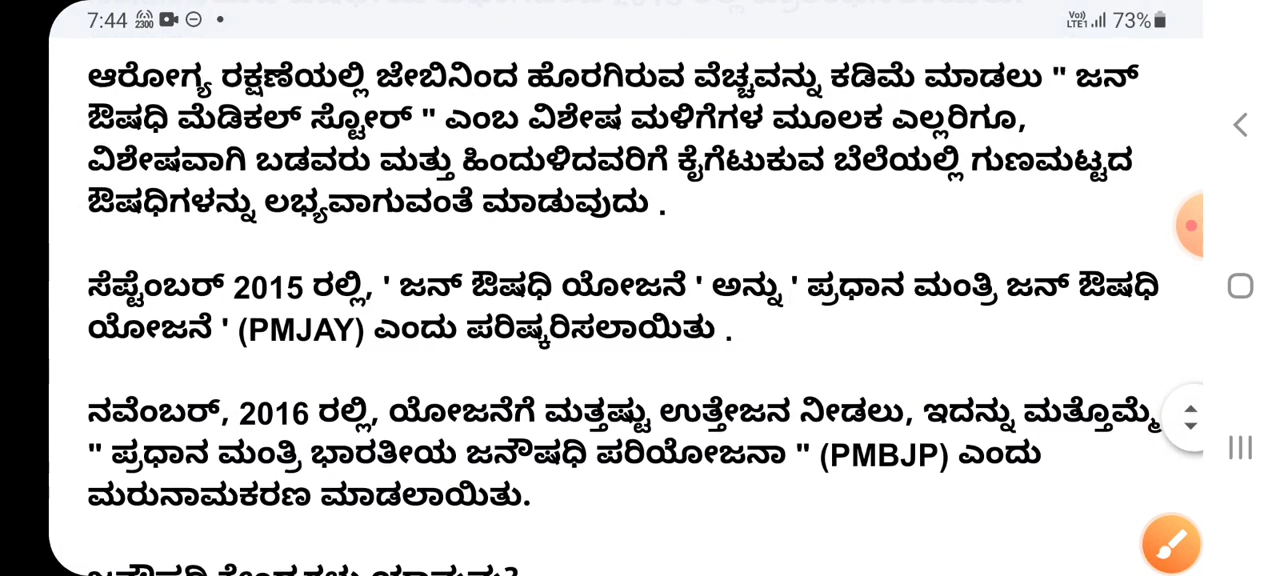 7:44 2300
Vo)) LTE1 73%
ಆರೋಗ್ಯ ರಕ್ಷಣೆಯಲ್ಲಿ ಜೇಬಿನಿಂದ ಹೊರಗಿರುವ ವೆಚ್ಚವನ್ನು ಕಡಿಮೆ ಮಾಡಲು " ಜನ್
ಔಷಧಿ ಮೆಡಿಕಲ್ ಸ್ಟೋರ್ " ಎಂಬ ವಿಶೇಷ ಮಳಿಗೆಗಳ ಮೂಲಕ ಎಲ್ಲರಿಗೂ,
ವಿಶೇಷವಾಗಿ ಬಡವರು ಮತ್ತು ಹಿಂದುಳಿದವರಿಗೆ ಕೈಗೆಟುಕುವ ಬೆಲೆಯಲ್ಲಿ ಗುಣಮಟ್ಟದ
ಔಷಧಿಗಳನ್ನು ಲಭ್ಯವಾಗುವಂತೆ ಮಾಡುವುದು .
ಸೆಪ್ಟೆಂಬರ್ 2015 ರಲ್ಲಿ, ' ಜನ್ ಔಷಧಿ ಯೋಜನೆ ' ಅನ್ನು ' ಪ್ರಧಾನ ಮಂತ್ರಿ ಜನ್ ಔಷಧಿ
ಯೋಜನೆ ' (PMJAY) ಎಂದು ಪರಿಷ್ಕರಿಸಲಾಯಿತು .
ನವೆಂಬರ್, 2016 ರಲ್ಲಿ, ಯೋಜನೆಗೆ ಮತ್ತಷ್ಟು ಉತ್ತೇಜನ ನೀಡಲು, ಇದನ್ನು ಮತ್ತೊಮ್ಮೆ
" ಪ್ರಧಾನ ಮಂತ್ರಿ ಭಾರತೀಯ ಜನೌಷಧಿ ಪರಿಯೋಜನಾ " (PMBJP) ಎಂದು
ಮರುನಾಮಕರಣ ಮಾಡಲಾಯಿತು.